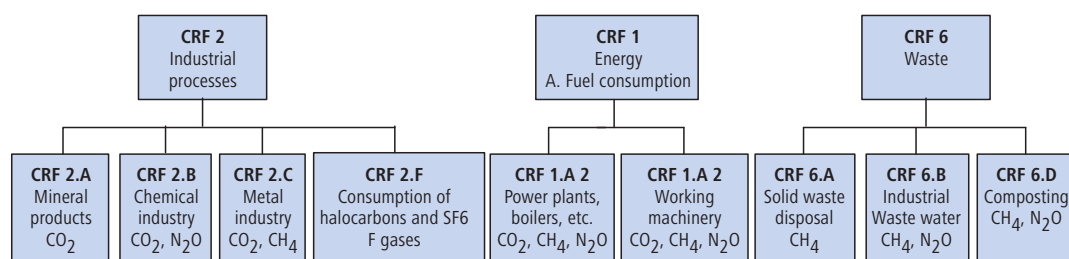 CRF 2
Industrial
processes
CRF 1
Energy
A. Fuel consumption
CRF 6
Waste
CRF 2.A
Mineral
products
CO₂
CRF 2.B
Chemical
industry
CO₂, N₂O
CRF 2.C
Metal
industry
CO₂, CH₄
CRF 2.F
Consumption of
halocarbons and SF6
F gases
CRF 1.A 2
Power plants,
boilers, etc.
CO₂, CH₄, N₂O
CRF 1.A 2
Working
machinery
CO₂, CH₄, N₂O
CRF 6.A
Solid waste
disposal
CH₄
CRF 6.B
Industrial
Waste water
CH₄, N₂O
CRF 6.D
Composting
CH₄, N₂O